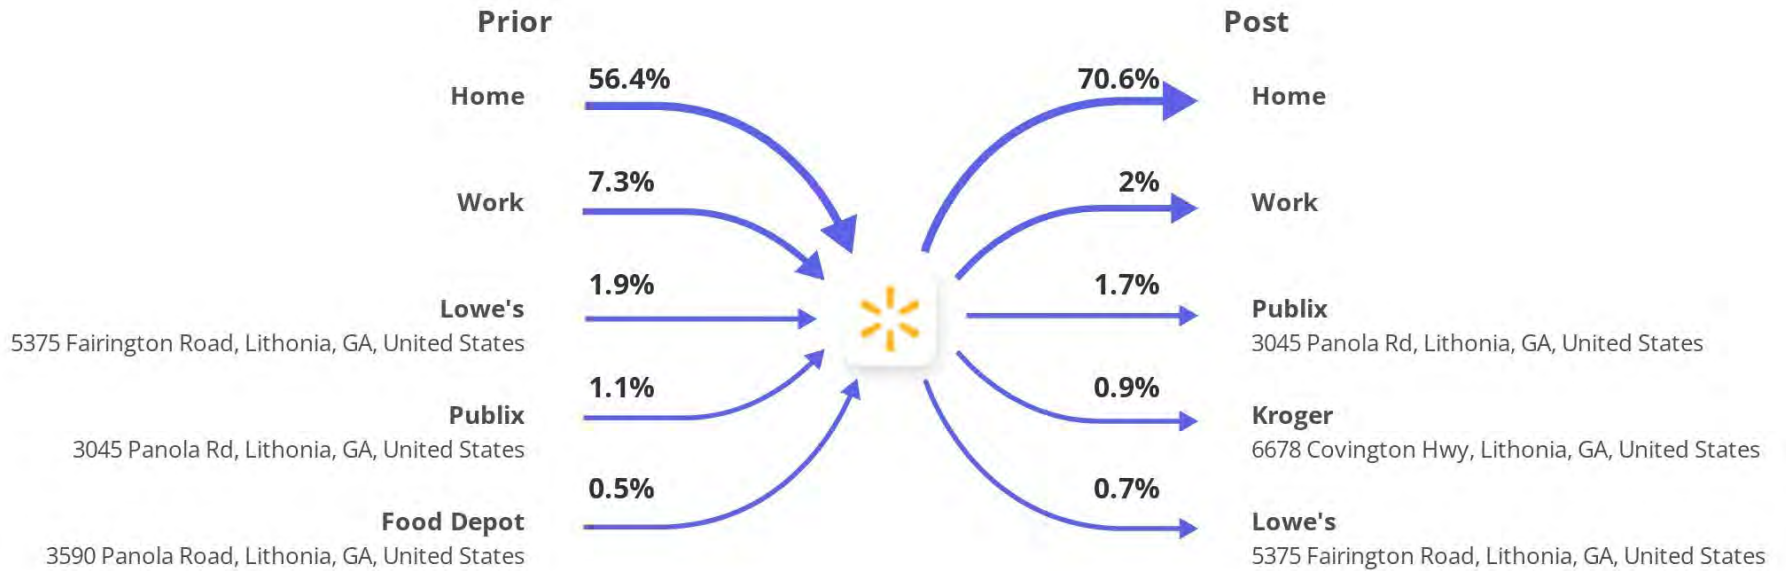 Prior
Home
56.4%
Work
7.3%
Lowe's
1.9%
5375 Fairington Road, Lithonia, GA, United States
Publix
1.1%
3045 Panola Rd, Lithonia, GA, United States
Food Depot
0.5%
3590 Panola Road, Lithonia, GA, United States
Post
70.6%
Home
2%
Work
1.7%
Publix
3045 Panola Rd, Lithonia, GA, United States
0.9%
Kroger
6678 Covington Hwy, Lithonia, GA, United States
0.7%
Lowe's
5375 Fairington Road, Lithonia, GA, United States